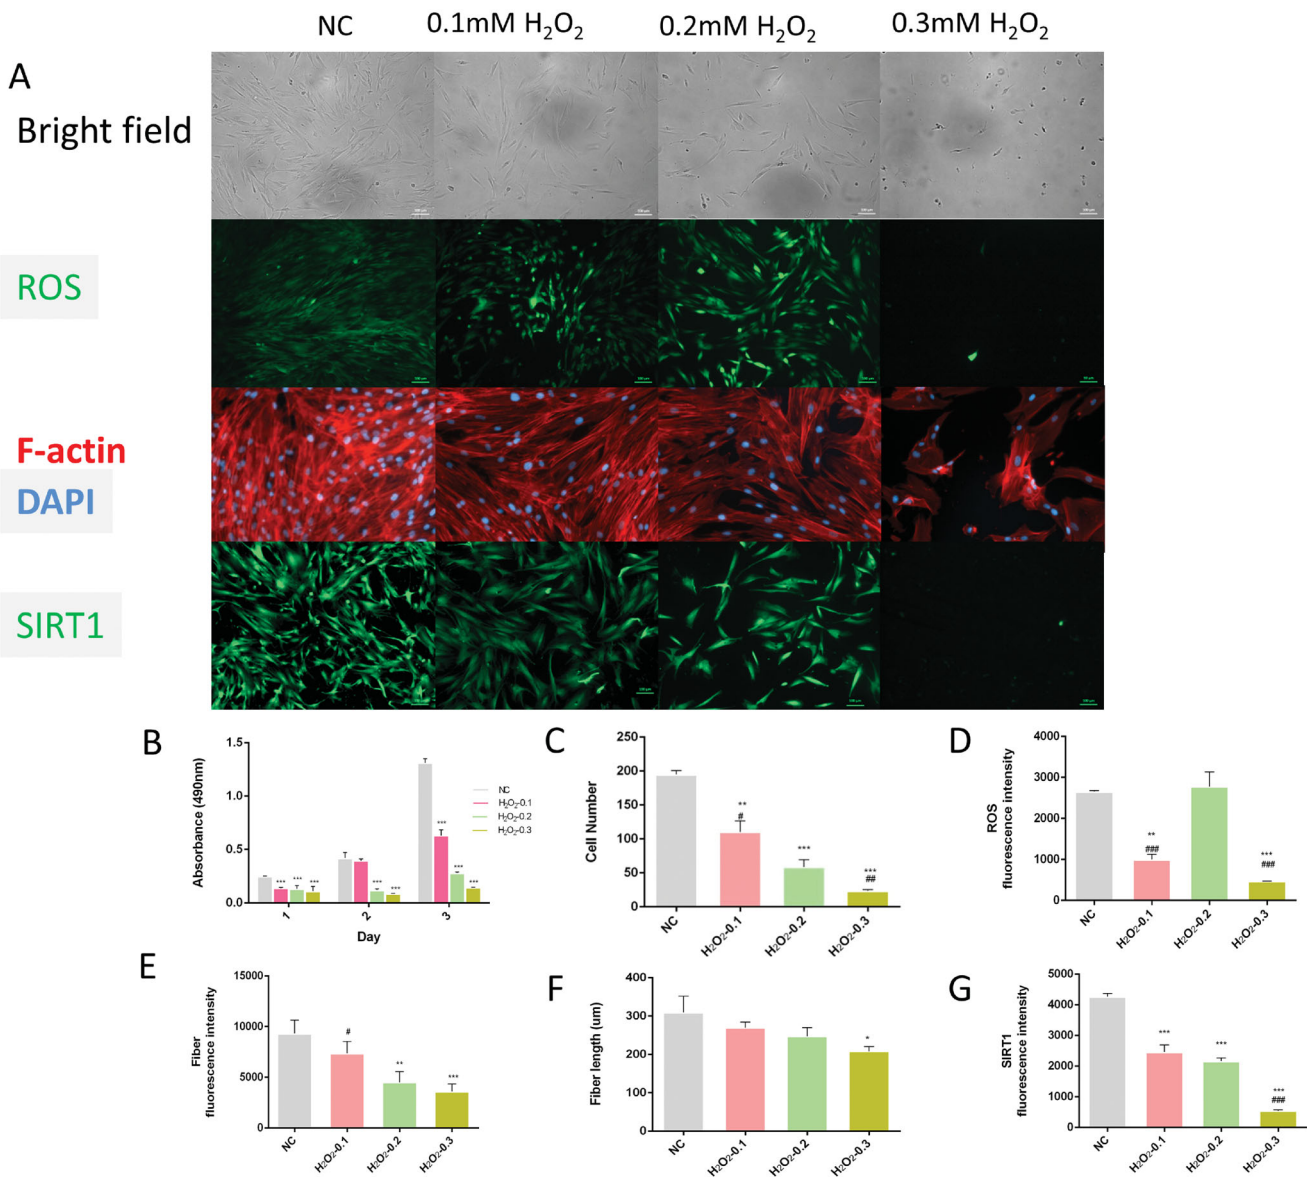 NC 0.1mM H₂O₂ 0.2mM H₂O₂ 0.3mM H₂O₂
A
Bright field
ROS
F-actin
DAPI
SIRT1
B
Absorbance (490nm)
1.5
1.0
0.5
0.0
NC
H₂O₂-0.1
H₂O₂-0.2
H₂O₂-0.3
*** *** ***
*** ***
*** *** ***
1 2 3
Day
C
Cell Number
250
200
150
100
50
0
**
#
***
***
##
NC H₂O₂-0.1 H₂O₂-0.2 H₂O₂-0.3
D
ROS
fluorescence intensity
4000
3000
2000
1000
0
**
###
***
###
NC H₂O₂-0.1 H₂O₂-0.2 H₂O₂-0.3
E
Fiber
fluorescence intensity
15000
10000
5000
0
#
**
***
NC H₂O₂-0.1 H₂O₂-0.2 H₂O₂-0.3
F
Fiber length (um)
400
300
200
100
0
*
NC H₂O₂-0.1 H₂O₂-0.2 H₂O₂-0.3
G
SIRT1
fluorescence intensity
5000
4000
3000
2000
1000
0
***
***
***
###
NC H₂O₂-0.1 H₂O₂-0.2 H₂O₂-0.3